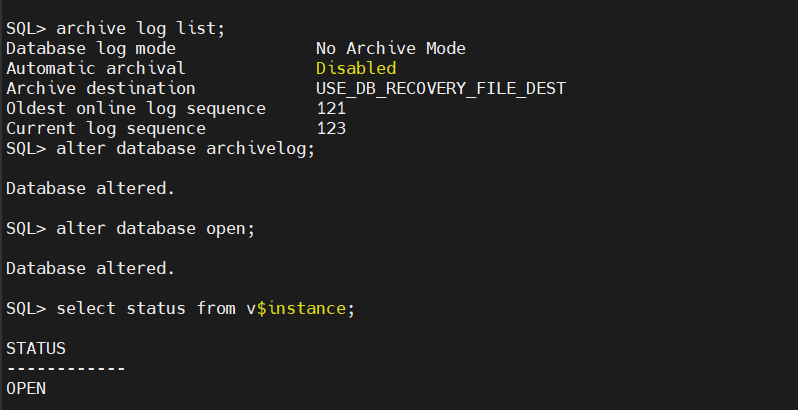 SQL> archive log list;
Database log mode              No Archive Mode
Automatic archival             Disabled
Archive destination            USE_DB_RECOVERY_FILE_DEST
Oldest online log sequence     121
Current log sequence           123
SQL> alter database archivelog;
Database altered.
SQL> alter database open;
Database altered.
SQL> select status from v$instance;
STATUS
------------
OPEN